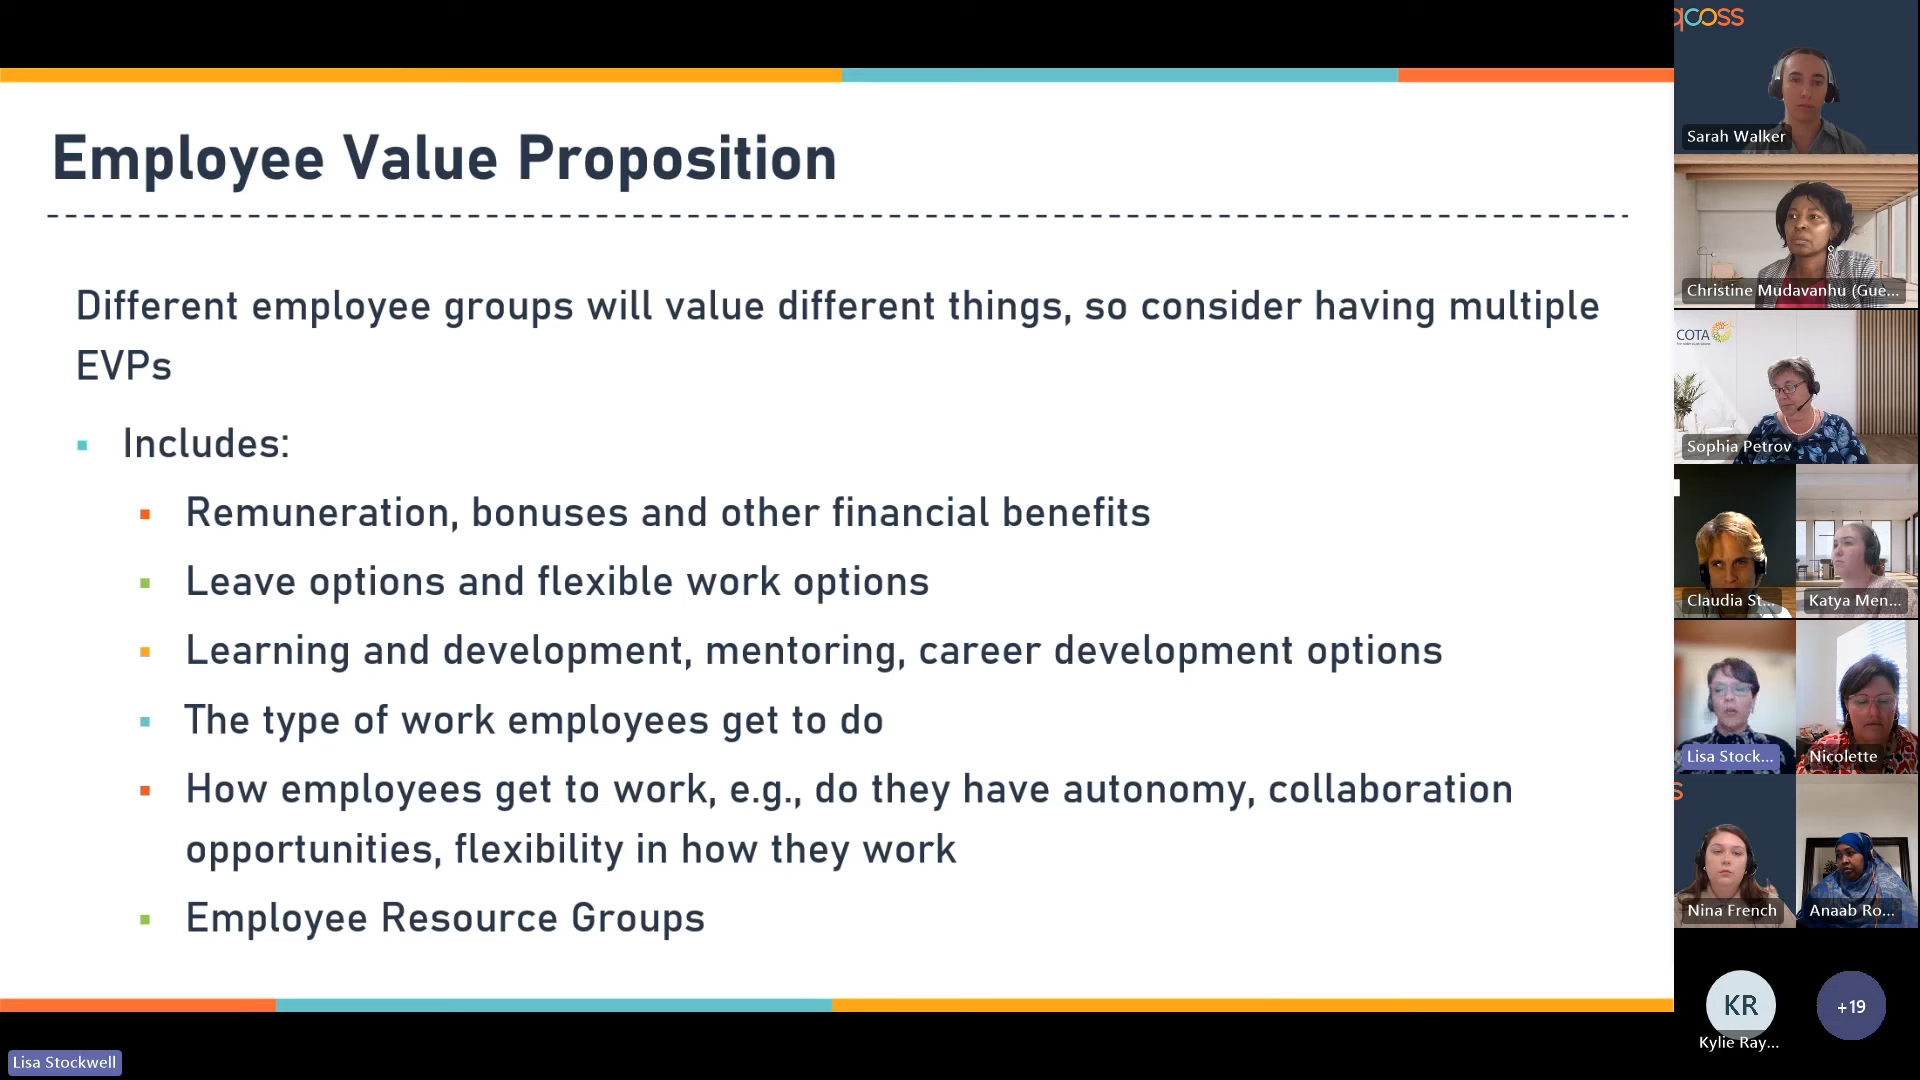 Employee Value Proposition
Different employee groups will value different things, so consider having multiple
EVPs
Includes:
Remuneration, bonuses and other financial benefits
Leave options and flexible work options
Learning and development, mentoring, career development options
The type of work employees get to do
How employees get to work, e.g., do they have autonomy, collaboration
opportunities, flexibility in how they work
Employee Resource Groups
Lisa Stockwell
qcoss
Sarah Walker
Christine Mudavanhu (Gue...
COTA
Sophia Petrov
Claudia St...
Katya Men...
Lisa Stock...
Nicolette
s
Nina French
Anaab Ro...
KR
+19
Kylie Ray...